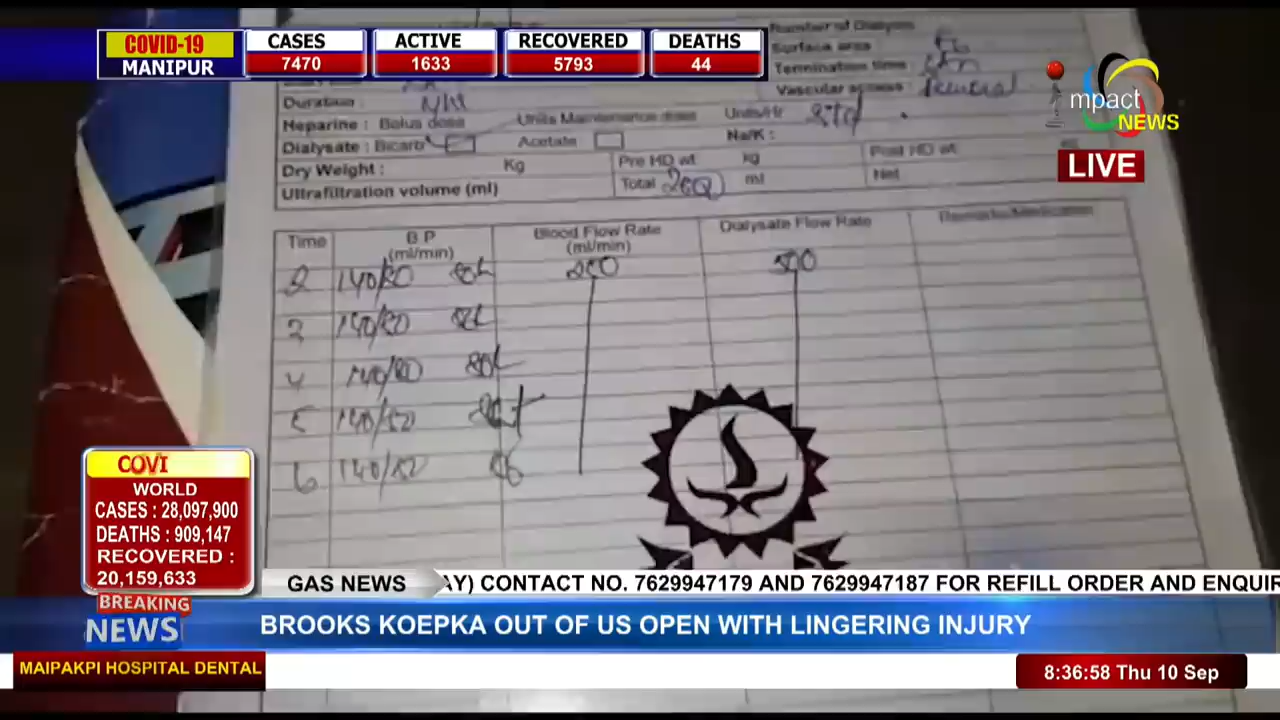 COVID-19
MANIPUR
CASES
7470
ACTIVE
1633
RECOVERED
5793
DEATHS
44
mpact
NEWS
LIVE
Number of Dialysis
Surface area
Termination time
Vascular access :
Duration :
Heparine : Bolus dose
Units Maintenance dose
Units/Hr
Dialysate : Bicarb
Acetate
Na/K :
Dry Weight :
Kg
Pre HD wt
kg
Post HD wt
Ultrafiltration volume (ml)
Total
ml
Net
Time
B P
(ml/min)
Blood Flow Rate
(ml/min)
Dialysate Flow Rate
Remarks/Medication
140/80
500
140/80
140/80
140/80
6 140/80
COVI
WORLD
CASES : 28,097,900
DEATHS : 909,147
RECOVERED :
20,159,633
GAS NEWS
AY) CONTACT NO. 7629947179 AND 7629947187 FOR REFILL ORDER AND ENQUIR
BREAKING
NEWS
BROOKS KOEPKA OUT OF US OPEN WITH LINGERING INJURY
MAIPAKPI HOSPITAL DENTAL
8:36:58 Thu 10 Sep